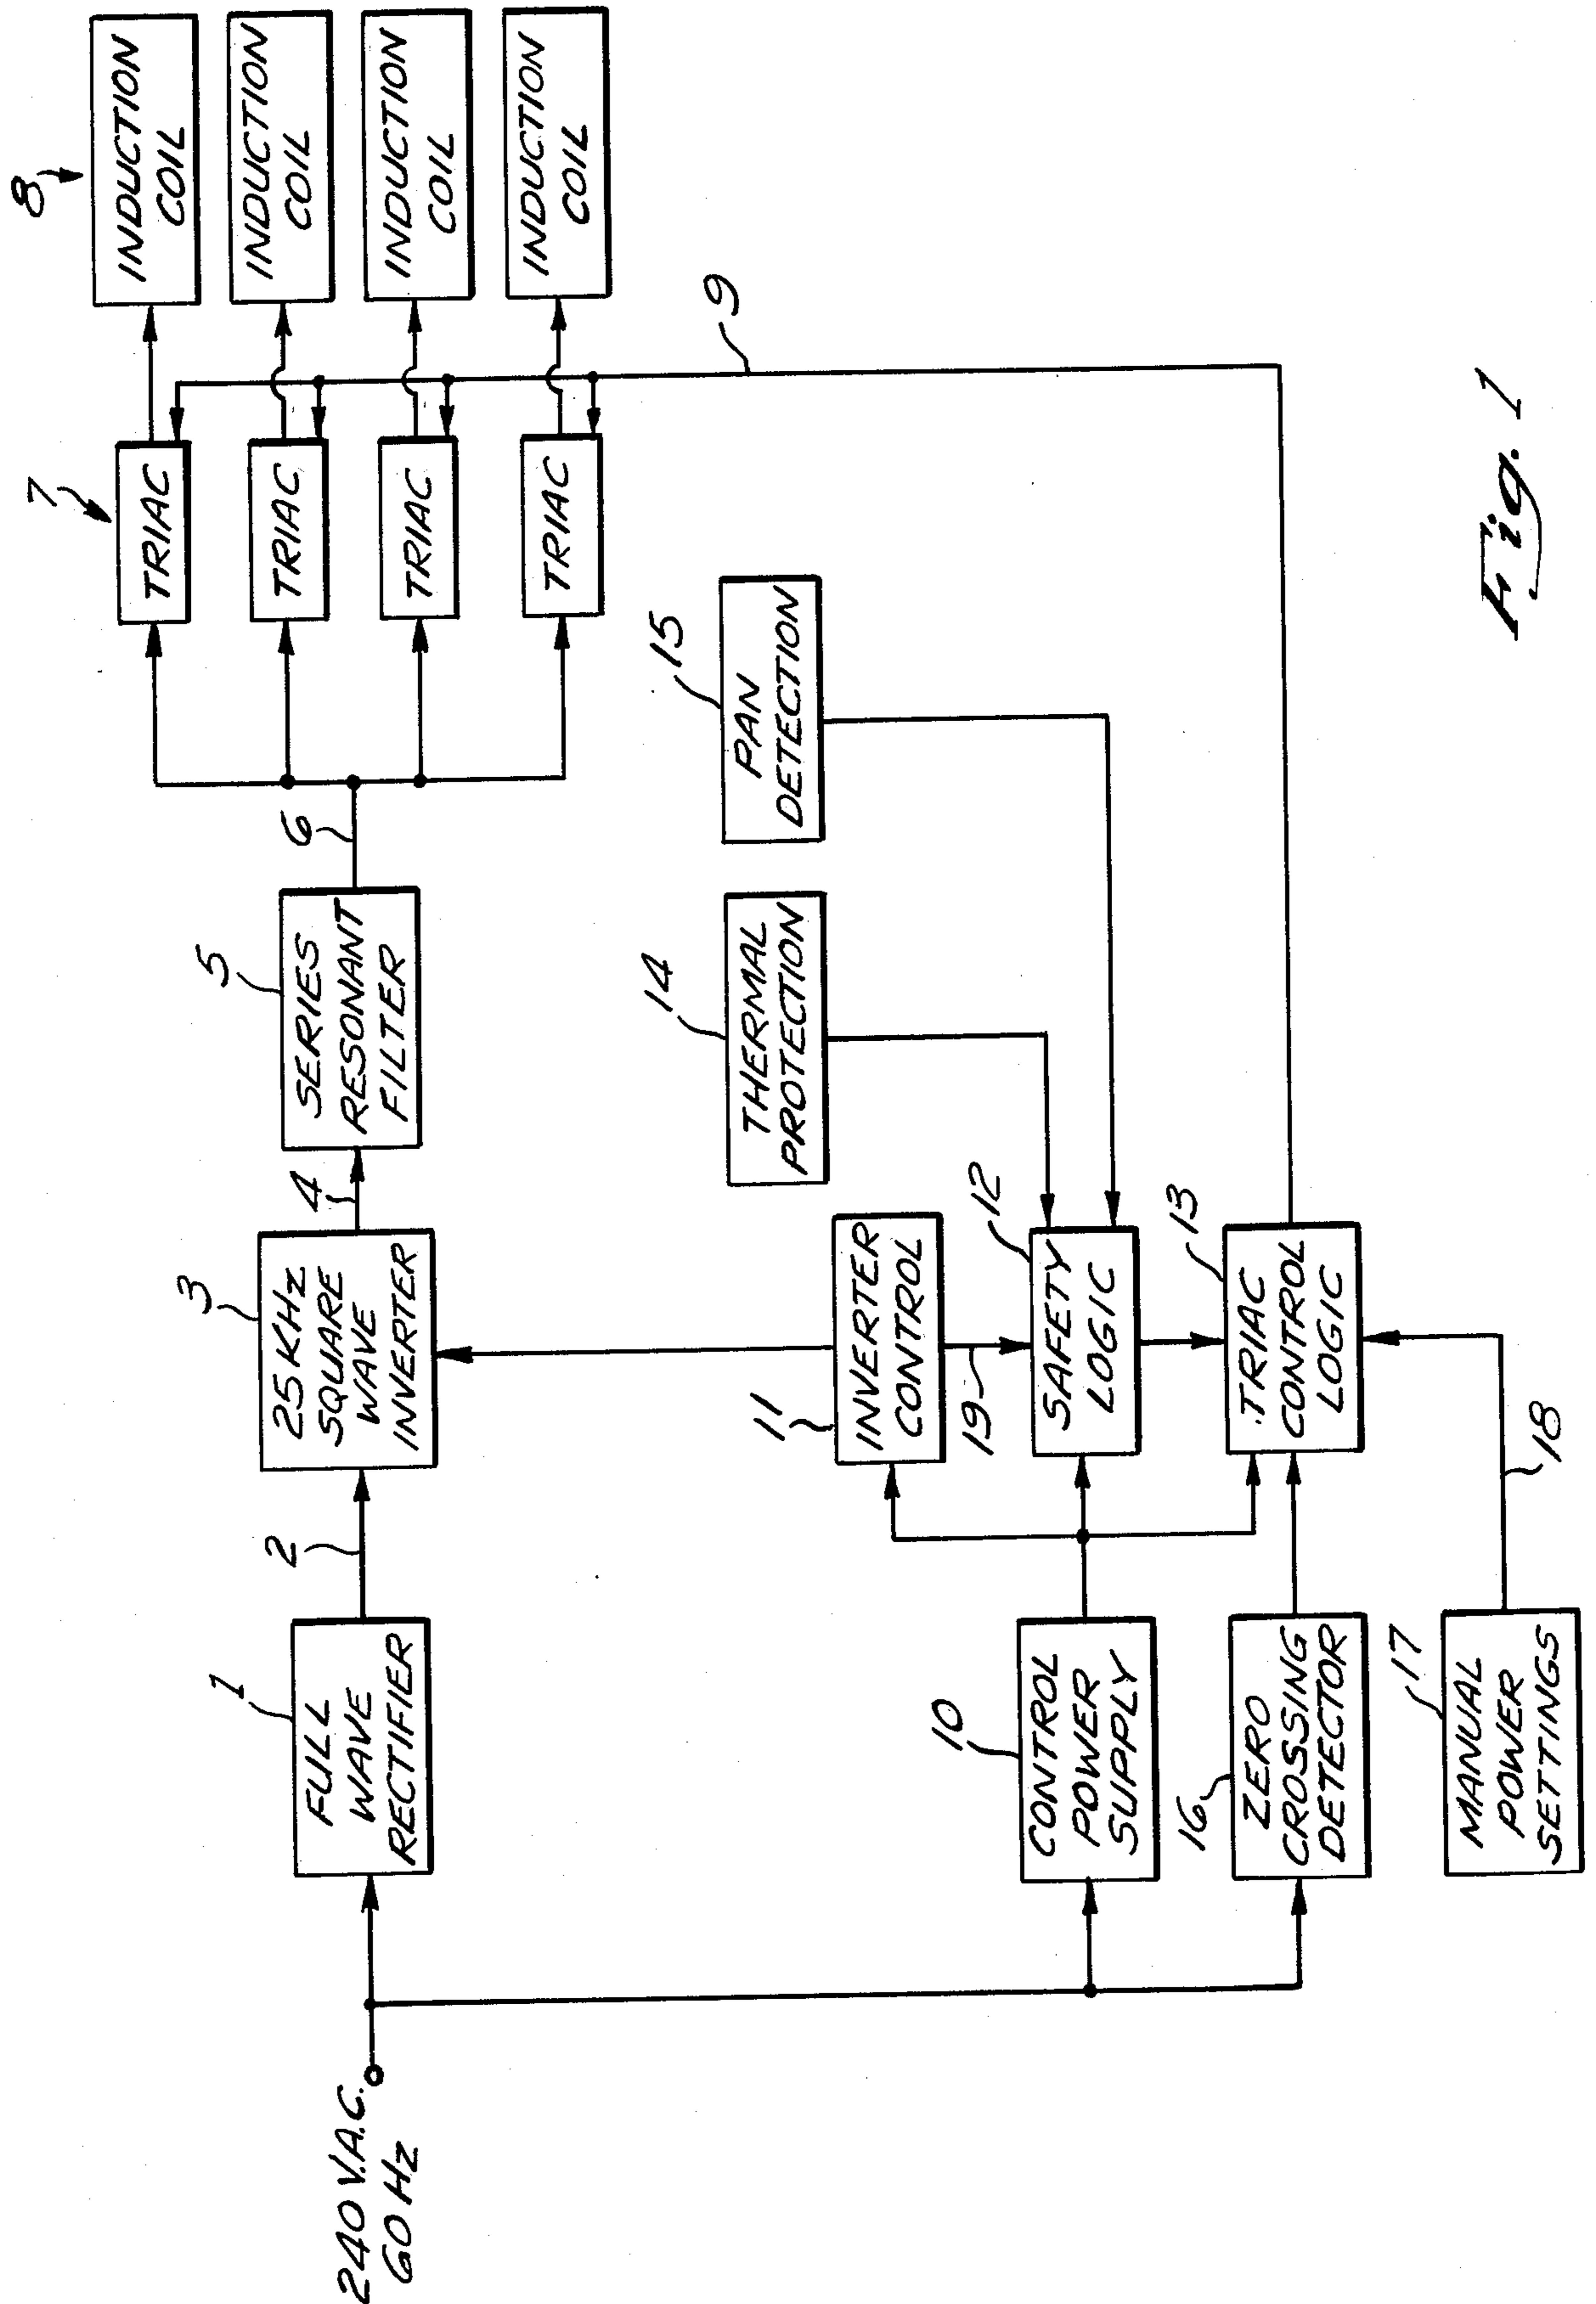 240 V.A.C.
60 Hz
1
FULL
WAVE
RECTIFIER
2
3
25 KHz
SQUARE
WAVE
INVERTER
4
5
SERIES
RESONANT
FILTER
6
7
TRIAC
TRIAC
TRIAC
TRIAC
8
INDUCTION
COIL
INDUCTION
COIL
INDUCTION
COIL
INDUCTION
COIL
9
10
CONTROL
POWER
SUPPLY
11
INVERTER
CONTROL
19
12
SAFETY
LOGIC
13
TRIAC
CONTROL
LOGIC
14
THERMAL
PROTECTION
15
PAN
DETECTION
16
ZERO
CROSSING
DETECTOR
17
MANUAL
POWER
SETTINGS
18
Fig. 1